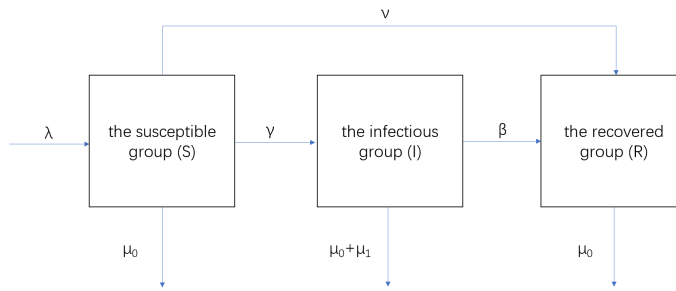 ν
λ
the susceptible
group (S)
γ
the infectious
group (I)
β
the recovered
group (R)
μ₀
μ₀+μ₁
μ₀